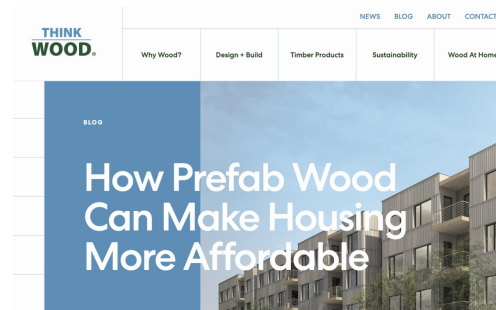 NEWS BLOG ABOUT CONTACT
THINK
WOOD®
Why Wood? Design + Build Timber Products Sustainability Wood At Home
BLOG
How Prefab Wood
Can Make Housing
More Affordable